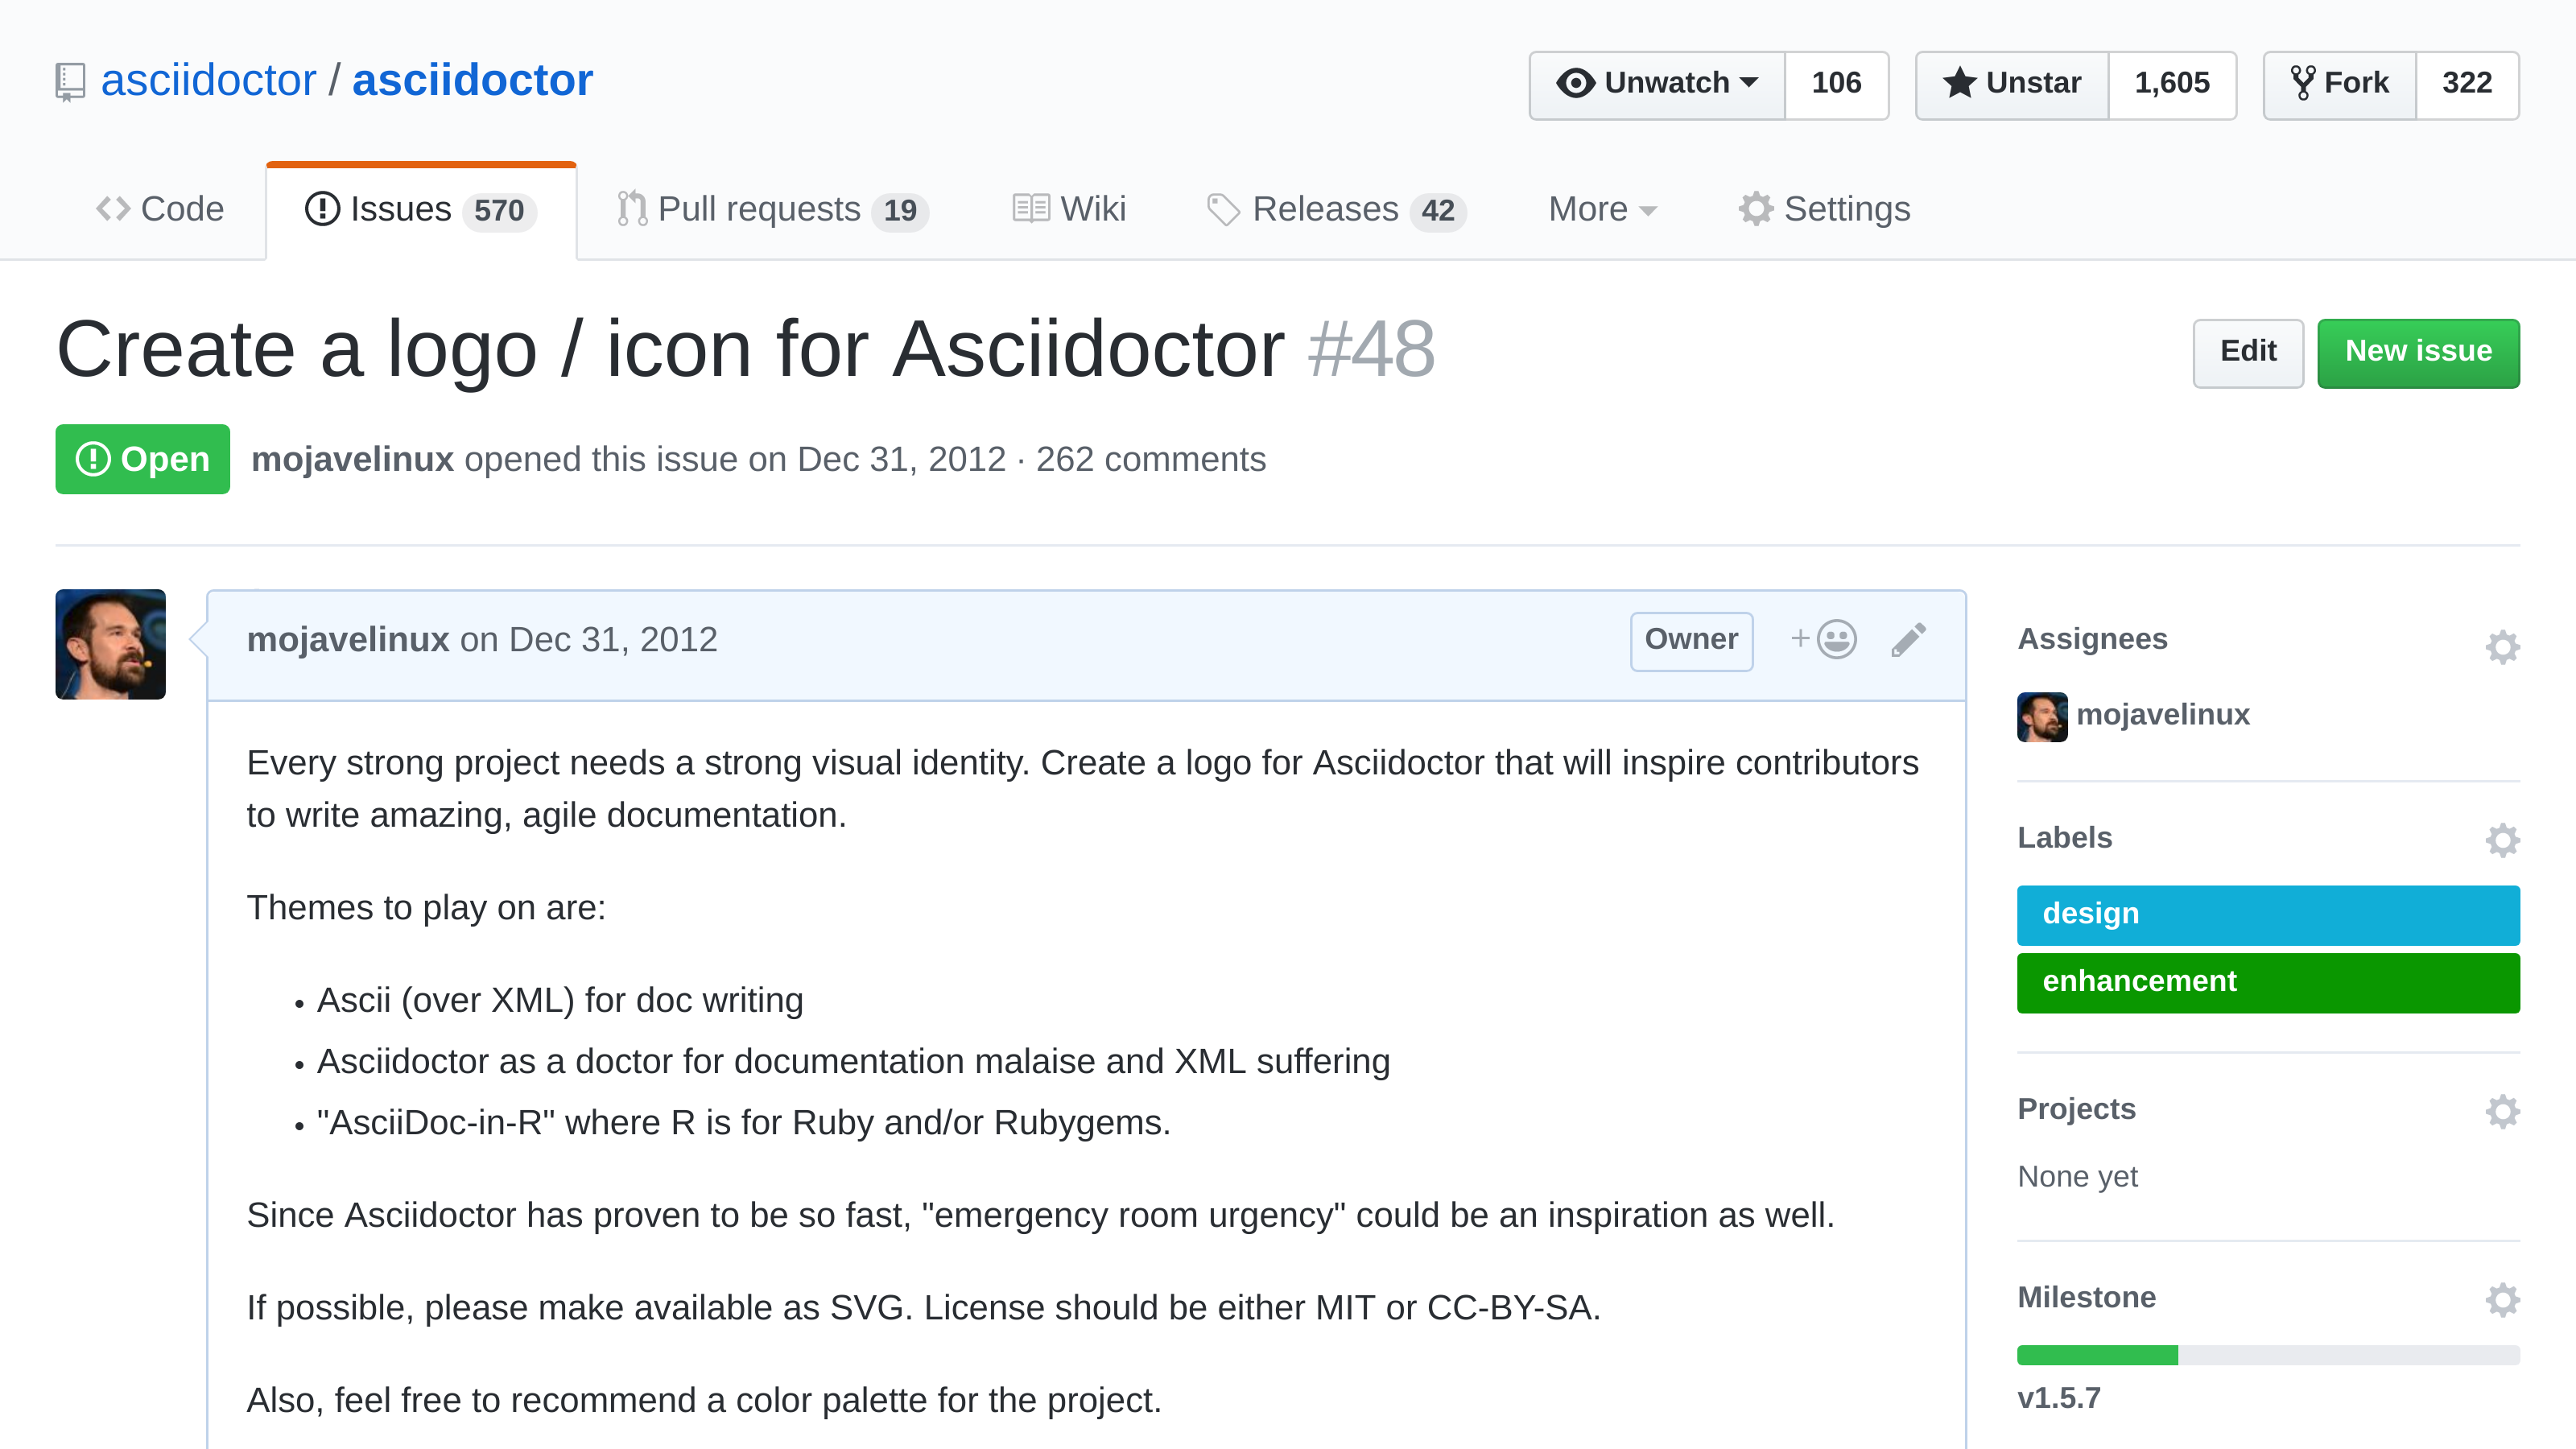 asciidoctor / asciidoctor
Unwatch 106 Unstar 1,605 Fork 322
Code Issues 570 Pull requests 19 Wiki Releases 42 More Settings
Create a logo / icon for Asciidoctor #48
Edit New issue
Open mojavelinux opened this issue on Dec 31, 2012 · 262 comments
mojavelinux on Dec 31, 2012 Owner
Every strong project needs a strong visual identity. Create a logo for Asciidoctor that will inspire contributors
to write amazing, agile documentation.
Themes to play on are:
• Ascii (over XML) for doc writing
• Asciidoctor as a doctor for documentation malaise and XML suffering
• "AsciiDoc-in-R" where R is for Ruby and/or Rubygems.
Since Asciidoctor has proven to be so fast, "emergency room urgency" could be an inspiration as well.
If possible, please make available as SVG. License should be either MIT or CC-BY-SA.
Also, feel free to recommend a color palette for the project.
Assignees
mojavelinux
Labels
design
enhancement
Projects
None yet
Milestone
v1.5.7